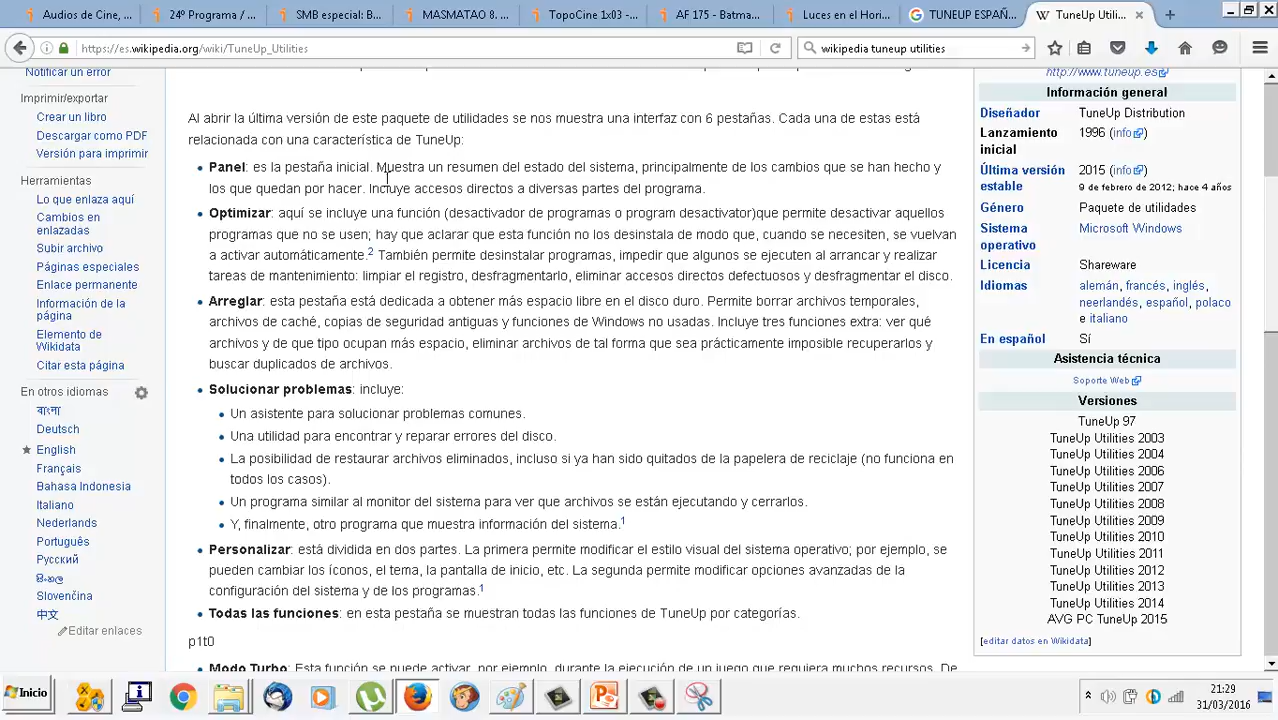 Audios de Cine, ...
24º Programa / ...
SMB especial: B...
MASMATAO 8. ...
TopoCine 1x03 -...
AF 175 - Batma...
Luces en el Hori...
TUNEUP ESPAÑ...
TuneUp Utili...
https://es.wikipedia.org/wiki/TuneUp_Utilities
wikipedia tuneup utilities
Notificar un error
Imprimir/exportar
Crear un libro
Descargar como PDF
Versión para imprimir
Herramientas
Lo que enlaza aquí
Cambios en
enlazadas
Subir archivo
Páginas especiales
Enlace permanente
Información de la
página
Elemento de
Wikidata
Citar esta página
En otros idiomas
বাংলা
Deutsch
English
Français
Bahasa Indonesia
Italiano
Nederlands
Português
Русский
සිංහල
Slovenčina
中文
Editar enlaces
Al abrir la última versión de este paquete de utilidades se nos muestra una interfaz con 6 pestañas. Cada una de estas está
relacionada con una característica de TuneUp:
Panel: es la pestaña inicial. Muestra un resumen del estado del sistema, principalmente de los cambios que se han hecho y
los que quedan por hacer. Incluye accesos directos a diversas partes del programa.
Optimizar: aquí se incluye una función (desactivador de programas o program desactivator)que permite desactivar aquellos
programas que no se usen; hay que aclarar que esta función no los desinstala de modo que, cuando se necesiten, se vuelvan
a activar automáticamente.2 También permite desinstalar programas, impedir que algunos se ejecuten al arrancar y realizar
tareas de mantenimiento: limpiar el registro, desfragmentarlo, eliminar accesos directos defectuosos y desfragmentar el disco.
Arreglar: esta pestaña está dedicada a obtener más espacio libre en el disco duro. Permite borrar archivos temporales,
archivos de caché, copias de seguridad antiguas y funciones de Windows no usadas. Incluye tres funciones extra: ver qué
archivos y de que tipo ocupan más espacio, eliminar archivos de tal forma que sea prácticamente imposible recuperarlos y
buscar duplicados de archivos.
Solucionar problemas: incluye:
Un asistente para solucionar problemas comunes.
Una utilidad para encontrar y reparar errores del disco.
La posibilidad de restaurar archivos eliminados, incluso si ya han sido quitados de la papelera de reciclaje (no funciona en
todos los casos).
Un programa similar al monitor del sistema para ver que archivos se están ejecutando y cerrarlos.
Y, finalmente, otro programa que muestra información del sistema.1
Personalizar: está dividida en dos partes. La primera permite modificar el estilo visual del sistema operativo; por ejemplo, se
pueden cambiar los íconos, el tema, la pantalla de inicio, etc. La segunda permite modificar opciones avanzadas de la
configuración del sistema y de los programas.1
Todas las funciones: en esta pestaña se muestran todas las funciones de TuneUp por categorías.
p1t0
Modo Turbo: Esta función se puede activar, por ejemplo, durante la ejecución de un juego que requiera muchos recursos. De
http://www.tuneup.es
Información general
Diseñador TuneUp Distribution
Lanzamiento 1996 (info)
inicial
Última versión 2015 (info)
estable 9 de febrero de 2012; hace 4 años
Género Paquete de utilidades
Sistema Microsoft Windows
operativo
Licencia Shareware
Idiomas alemán, francés, inglés,
neerlandés, español, polaco
e italiano
En español Sí
Asistencia técnica
Soporte Web
Versiones
TuneUp 97
TuneUp Utilities 2003
TuneUp Utilities 2004
TuneUp Utilities 2006
TuneUp Utilities 2007
TuneUp Utilities 2008
TuneUp Utilities 2009
TuneUp Utilities 2010
TuneUp Utilities 2011
TuneUp Utilities 2012
TuneUp Utilities 2013
TuneUp Utilities 2014
AVG PC TuneUp 2015
[editar datos en Wikidata]
Inicio
21:29
31/03/2016